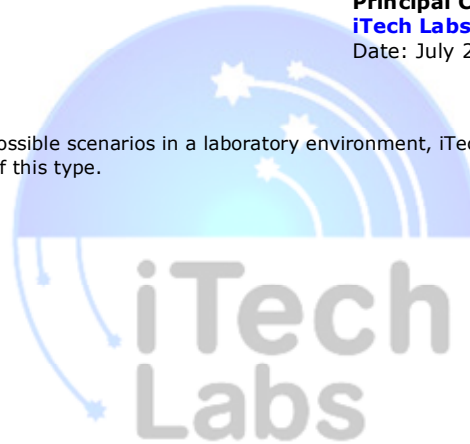 Principal C
iTech Labs
Date: July 2
ossible scenarios in a laboratory environment, iTec
f this type.
iTech
Labs